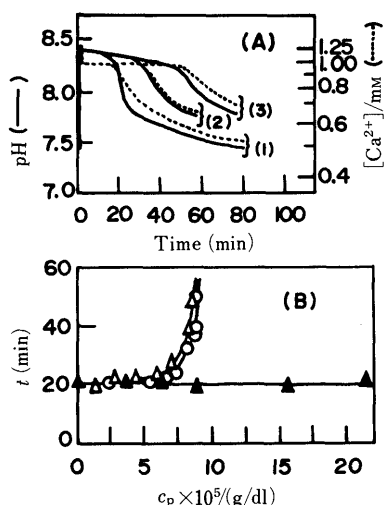 (A)
8.5
8.0
7.5
7.0
pH (—)
1.25
1.00
0.8
0.6
0.4
[Ca²⁺]/mM (-----)
(1)
(2)
(3)
0 20 40 60 80 100
Time (min)
(B)
60
40
20
0
t (min)
0 5 10 15 20
c_p × 10⁵/(g/dl)